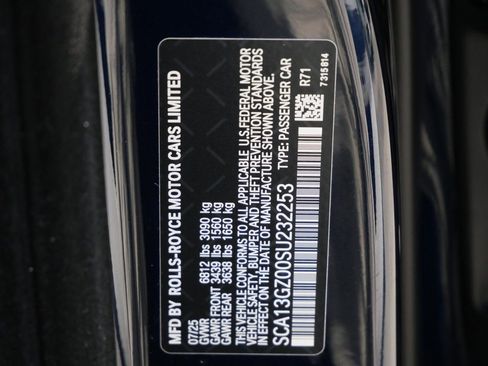 MFD BY ROLLS-ROYCE MOTOR CARS LIMITED
07/25
GVWR 6812 lbs 3090 kg
GAWR FRONT 3439 lbs 1560 kg
GAWR REAR 3638 lbs 1650 kg
THIS VEHICLE CONFORMS TO ALL APPLICABLE U.S.FEDERAL MOTOR
VEHICLE SAFETY, BUMPER AND THEFT PREVENTION STANDARDS
IN EFFECT ON THE DATE OF MANUFACTURE SHOWN ABOVE.
SCA13GZ00SU232253 TYPE: PASSENGER CAR
R71
7315814